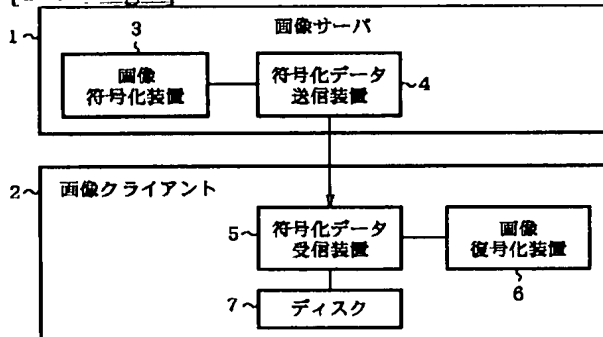 1
画像サーバ
3
画像
符号化装置
符号化データ
送信装置
4
2
画像クライアント
5
符号化データ
受信装置
画像
復号化装置
6
7
ディスク